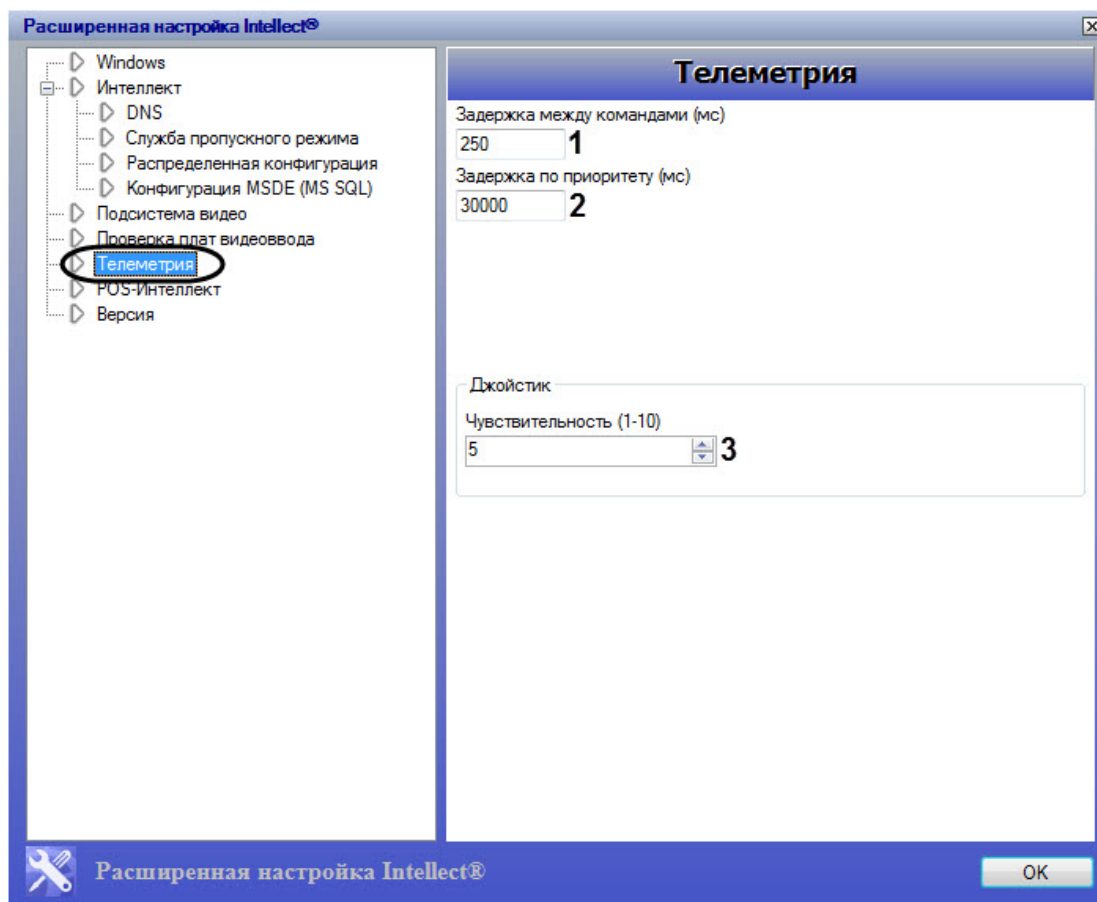 Расширенная настройка Intellect®
Windows
Интеллект
DNS
Служба пропускного режима
Распределенная конфигурация
Конфигурация MSDE (MS SQL)
Подсистема видео
Проверка плат видеоввода
Телеметрия
POS-Интеллект
Версия
Телеметрия
Задержка между командами (мс)
250 1
Задержка по приоритету (мс)
30000 2
Джойстик
Чувствительность (1-10)
5 3
Расширенная настройка Intellect®
OK